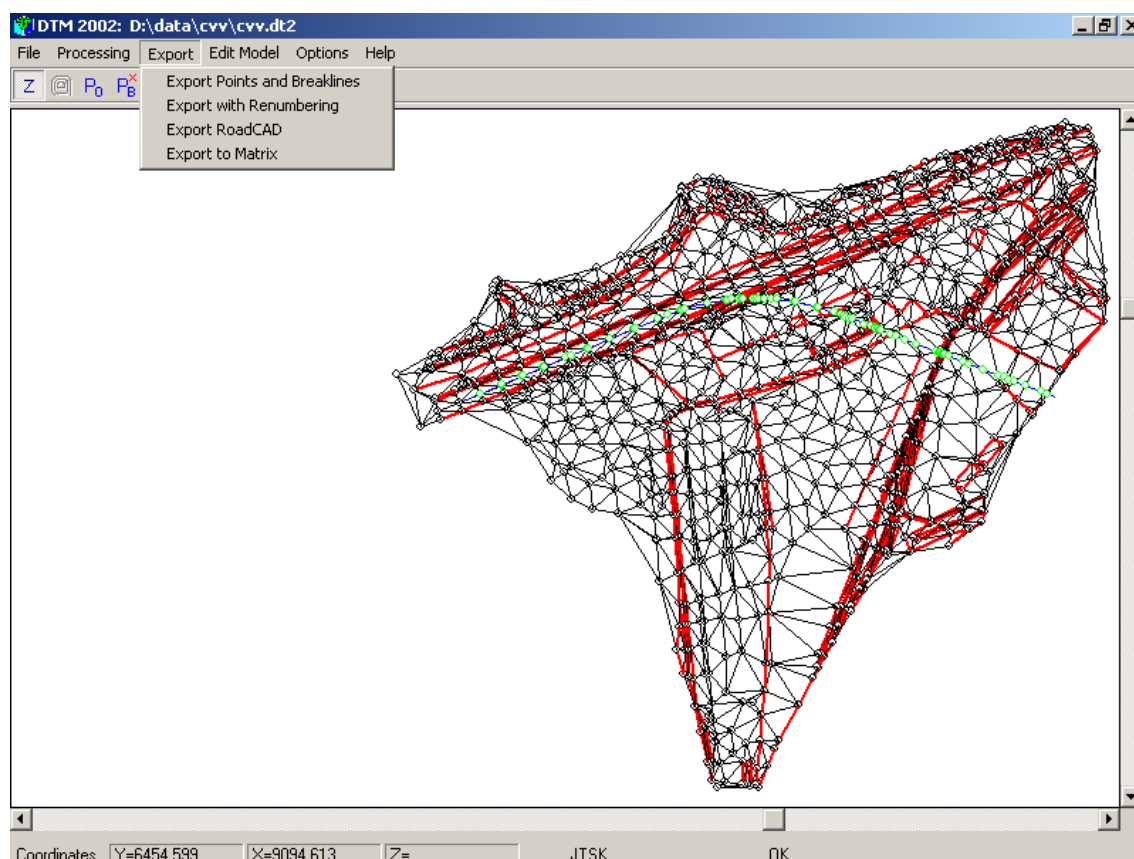 DTM 2002: D:\data\cvv\cvv.dt2
File Processing Export Edit Model Options Help
Z P0 PB
Export Points and Breaklines
Export with Renumbering
Export RoadCAD
Export to Matrix
Coordinates Y=6454.599 X=9094.613 Z= JTSK OK